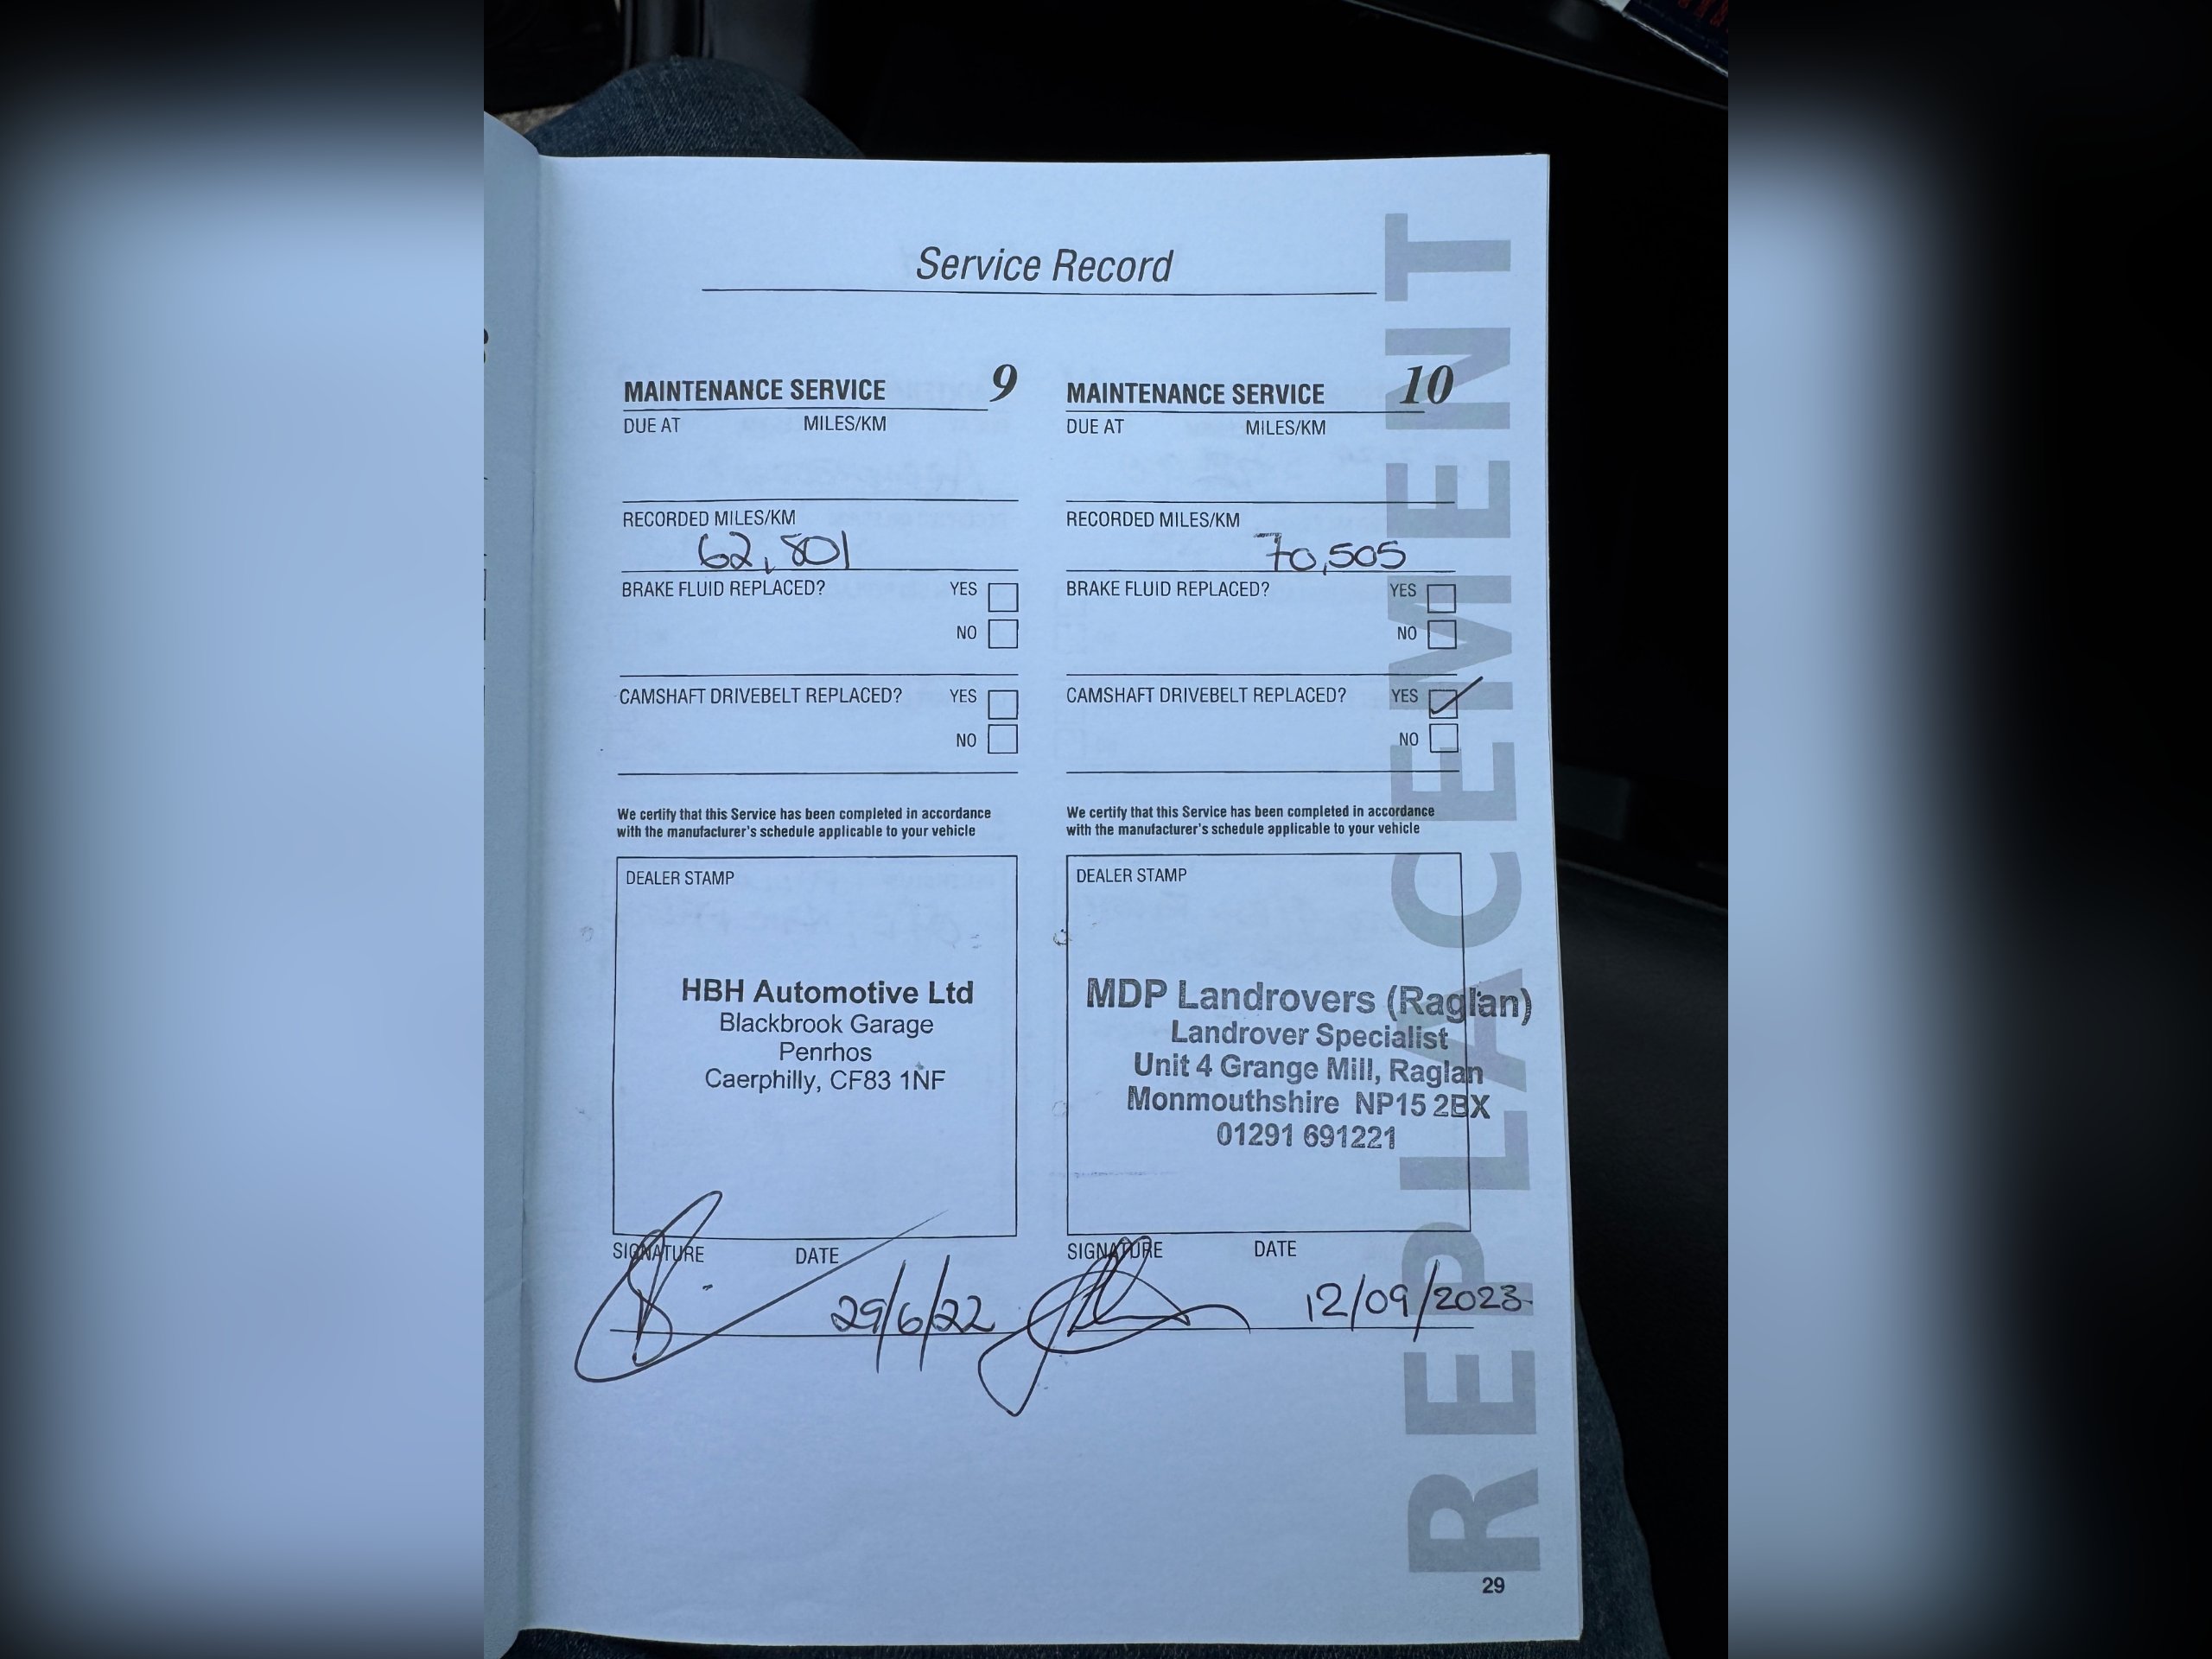 Service Record
MAINTENANCE SERVICE 9
DUE AT MILES/KM
RECORDED MILES/KM
62,801
BRAKE FLUID REPLACED? YES
NO
CAMSHAFT DRIVEBELT REPLACED? YES
NO
We certify that this Service has been completed in accordance
with the manufacturer's schedule applicable to your vehicle
DEALER STAMP
HBH Automotive Ltd
Blackbrook Garage
Penrhos
Caerphilly, CF83 1NF
SIGNATURE DATE
29/6/22
MAINTENANCE SERVICE 10
DUE AT MILES/KM
RECORDED MILES/KM
70,505
BRAKE FLUID REPLACED? YES
NO
CAMSHAFT DRIVEBELT REPLACED? YES
NO
We certify that this Service has been completed in accordance
with the manufacturer's schedule applicable to your vehicle
DEALER STAMP
MDP Landrovers (Raglan)
Landrover Specialist
Unit 4 Grange Mill, Raglan
Monmouthshire NP15 2BX
01291 691221
SIGNATURE DATE
12/09/2023
REPLACEMENT
29